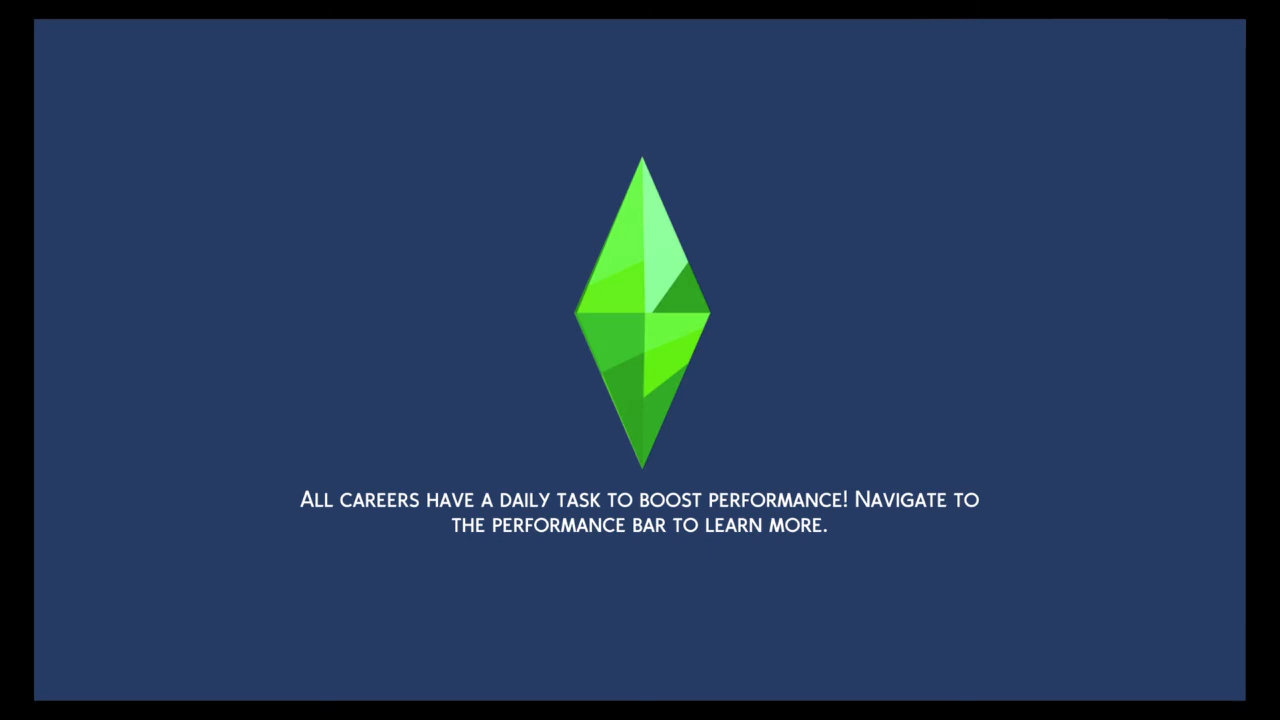 All careers have a daily task to boost performance! Navigate to
the performance bar to learn more.